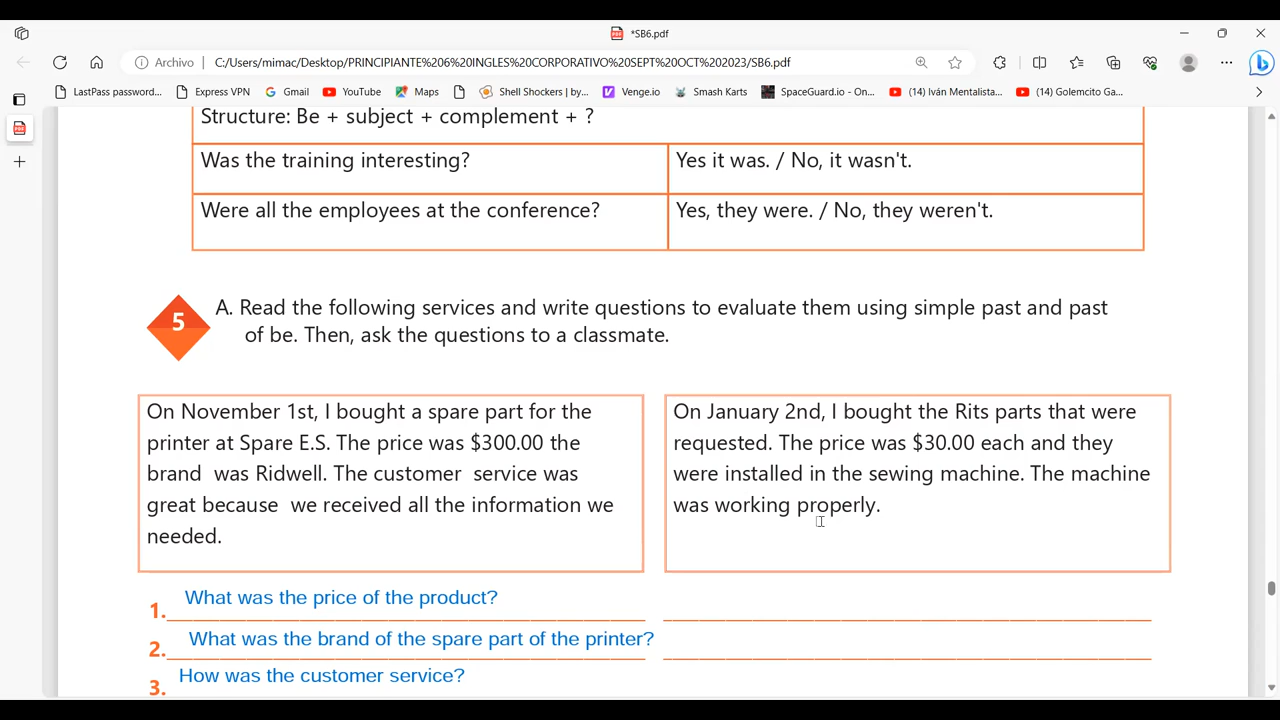 *SB6.pdf
Archivo C:/Users/mimac/Desktop/PRINCIPIANTE%206%20INGLES%20CORPORATIVO%20SEPT%20OCT%202023/SB6.pdf
LastPass password... Express VPN Gmail YouTube Maps Shell Shockers | by... Venge.io Smash Karts SpaceGuard.io - On... (14) Iván Mentalista... (14) Golemcito Ga...
Structure: Be + subject + complement + ?
Was the training interesting? Yes it was. / No, it wasn't.
Were all the employees at the conference? Yes, they were. / No, they weren't.
5
A. Read the following services and write questions to evaluate them using simple past and past
of be. Then, ask the questions to a classmate.
On November 1st, I bought a spare part for the
printer at Spare E.S. The price was $300.00 the
brand was Ridwell. The customer service was
great because we received all the information we
needed.
On January 2nd, I bought the Rits parts that were
requested. The price was $30.00 each and they
were installed in the sewing machine. The machine
was working properly.
1. What was the price of the product?
2. What was the brand of the spare part of the printer?
3. How was the customer service?